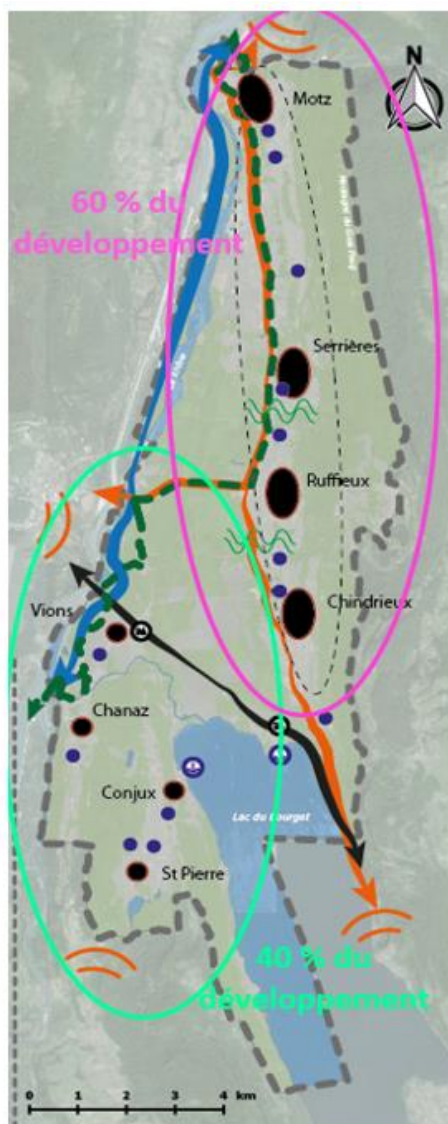 N
Motz
60 % du
développement
Serrières
Ruffieux
Chindrieux
Vions
Chanaz
Conjux
Lac du Bourget
St Pierre
40 % du
développement
0 1 2 3 4 km